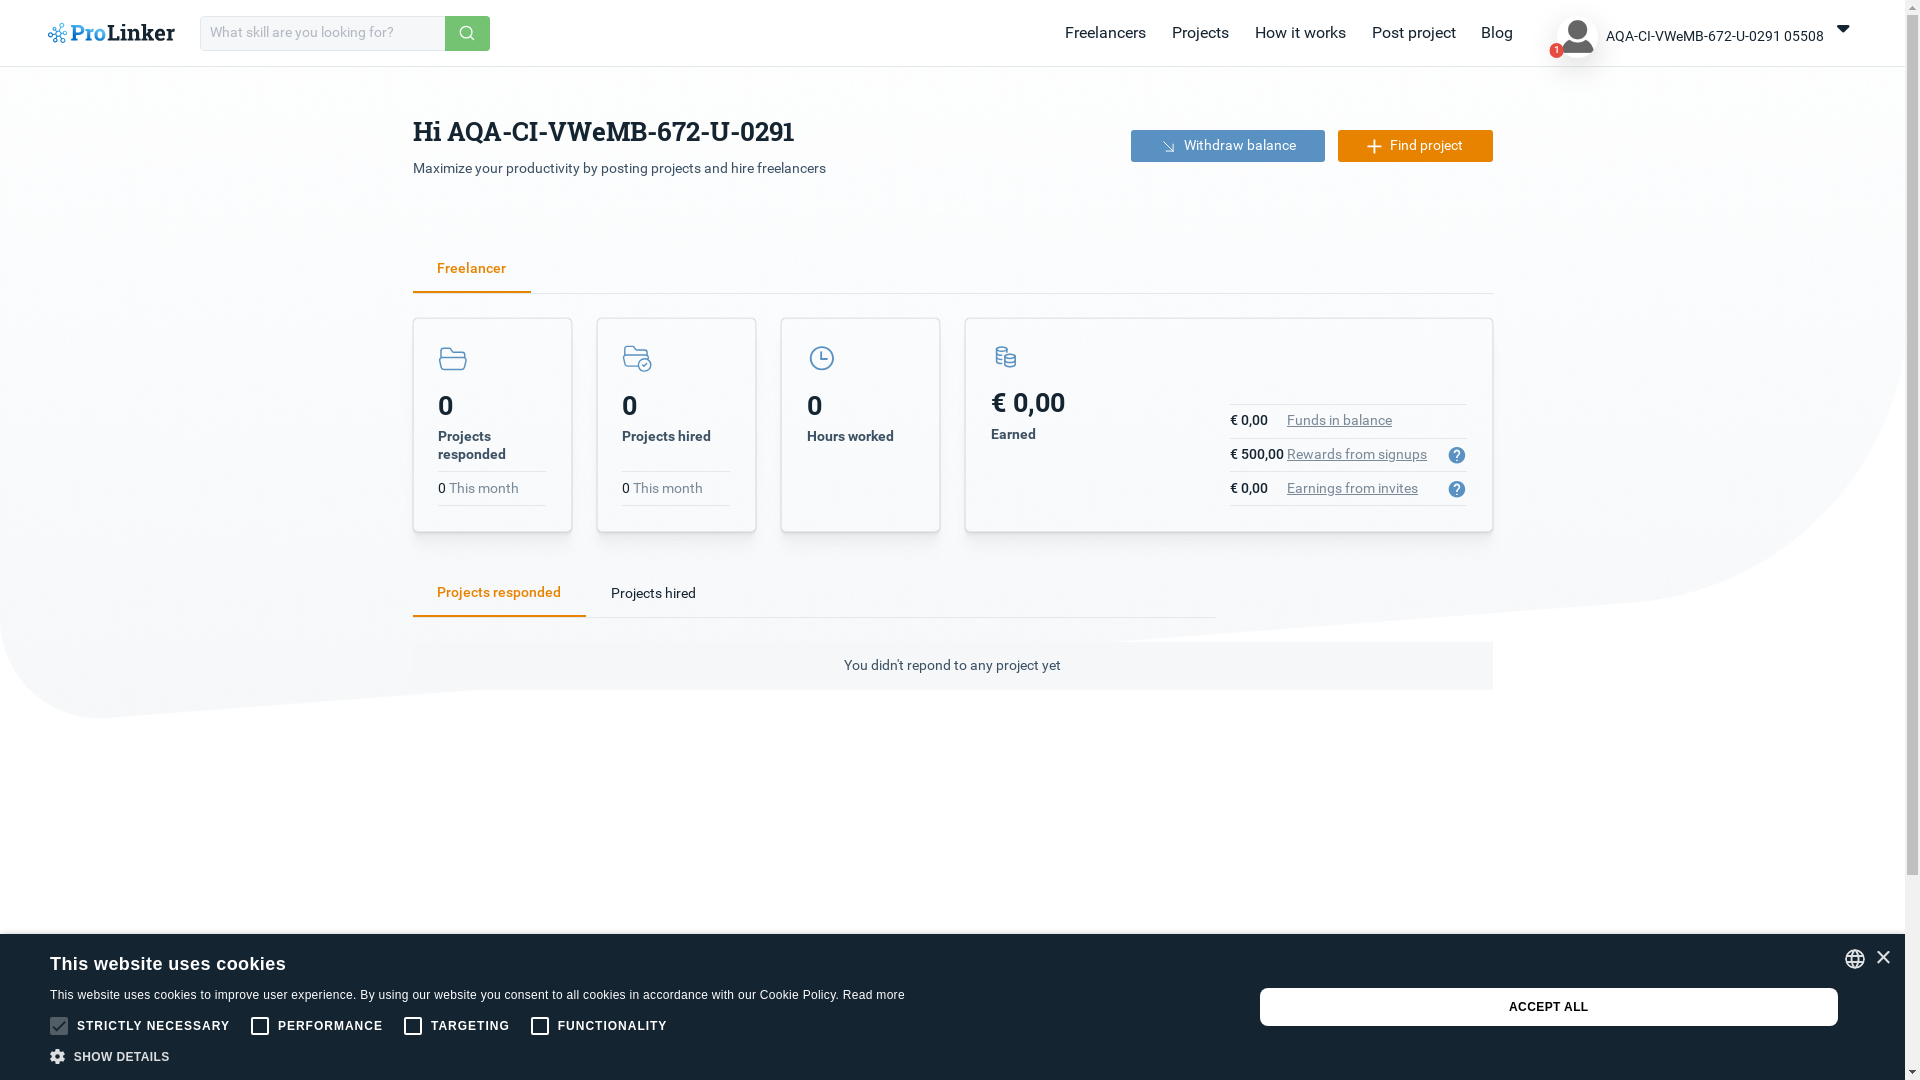 ProLinker
What skill are you looking for?
Freelancers
Projects
How it works
Post project
Blog
1
AQA-CI-VWeMB-672-U-0291 05508
Hi AQA-CI-VWeMB-672-U-0291
Maximize your productivity by posting projects and hire freelancers
Withdraw balance
Find project
Freelancer
0
Projects
responded
0 This month
0
Projects hired
0 This month
0
Hours worked
€ 0,00
Earned
€ 0,00 Funds in balance
€ 500,00 Rewards from signups ?
€ 0,00 Earnings from invites ?
Projects responded
Projects hired
You didn't repond to any project yet
This website uses cookies
This website uses cookies to improve user experience. By using our website you consent to all cookies in accordance with our Cookie Policy. Read more
STRICTLY NECESSARY
PERFORMANCE
TARGETING
FUNCTIONALITY
SHOW DETAILS
ACCEPT ALL
×